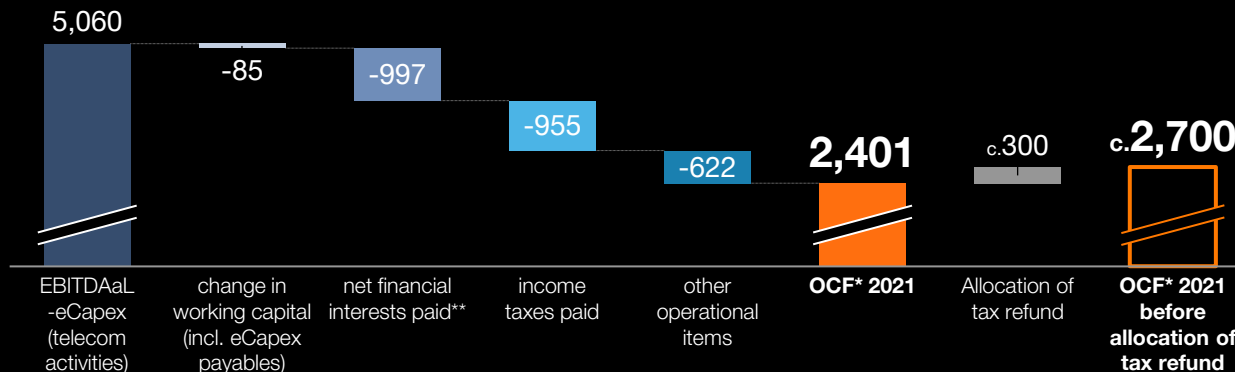 5,060
-85
-997
-955
-622
2,401
c.300
c.2,700
EBITDAaL
-eCapex
(telecom
activities)
change in
working capital
(incl. eCapex
payables)
net financial
interests paid**
income
taxes paid
other
operational
items
OCF* 2021
Allocation of
tax refund
OCF* 2021
before
allocation of
tax refund